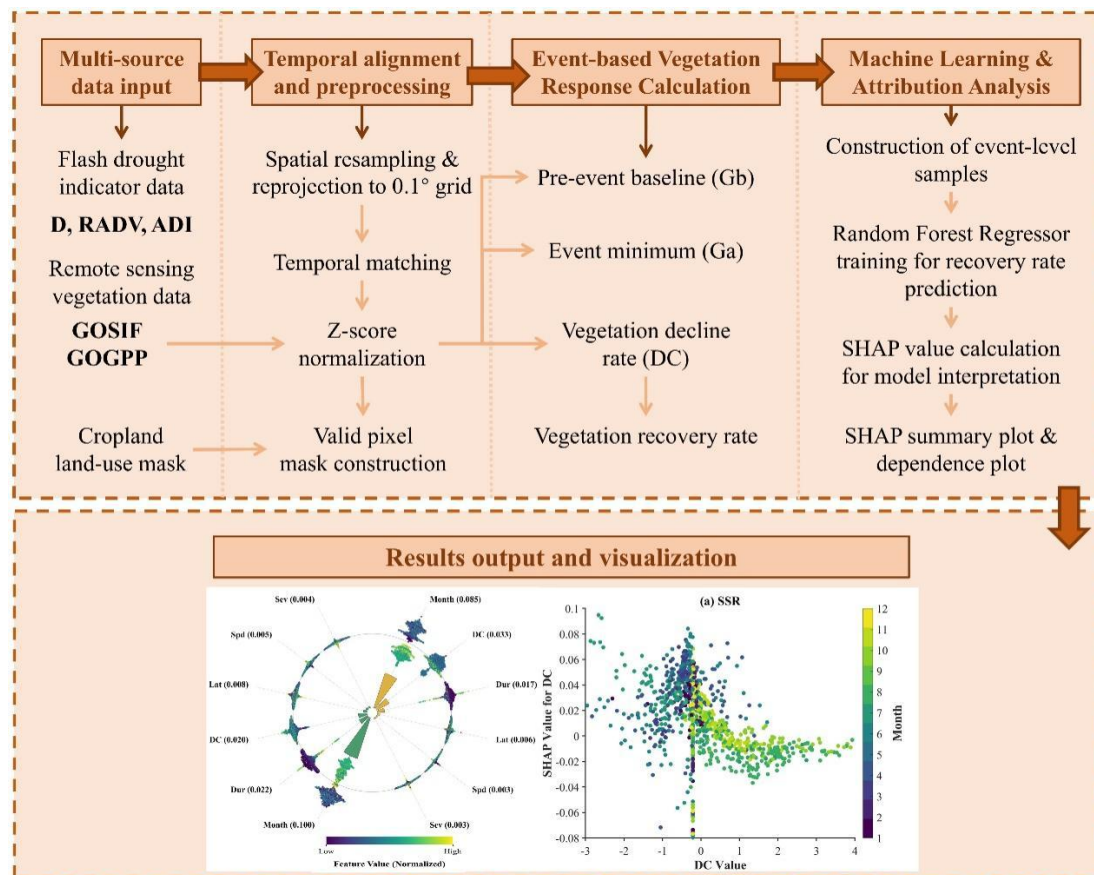 Multi-source
data input
Temporal alignment
and preprocessing
Event-based Vegetation
Response Calculation
Machine Learning &
Attribution Analysis
Flash drought
indicator data
D, RADV, ADI
Remote sensing
vegetation data
GOSIF
GOGPP
Cropland
land-use mask
Spatial resampling &
reprojection to 0.1° grid
Temporal matching
Z-score
normalization
Valid pixel
mask construction
Pre-event baseline (Gb)
Event minimum (Ga)
Vegetation decline
rate (DC)
Vegetation recovery rate
Construction of event-level
samples
Random Forest Regressor
training for recovery rate
prediction
SHAP value calculation
for model interpretation
SHAP summary plot &
dependence plot
Results output and visualization
Sev (0.004)
Month (0.085)
Spd (0.005)
DC (0.033)
Lat (0.008)
Dur (0.017)
DC (0.020)
Lat (0.006)
Dur (0.022)
Spd (0.003)
Month (0.100)
Sev (0.003)
Low
High
Feature Value (Normalized)
(a) SSR
SHAP Value for DC
0.1
0.08
0.06
0.04
0.02
0
-0.02
-0.04
-0.06
-0.08
-3
-2
-1
0
1
2
3
4
DC Value
12
11
10
9
8
7
6
5
4
3
2
1
Month